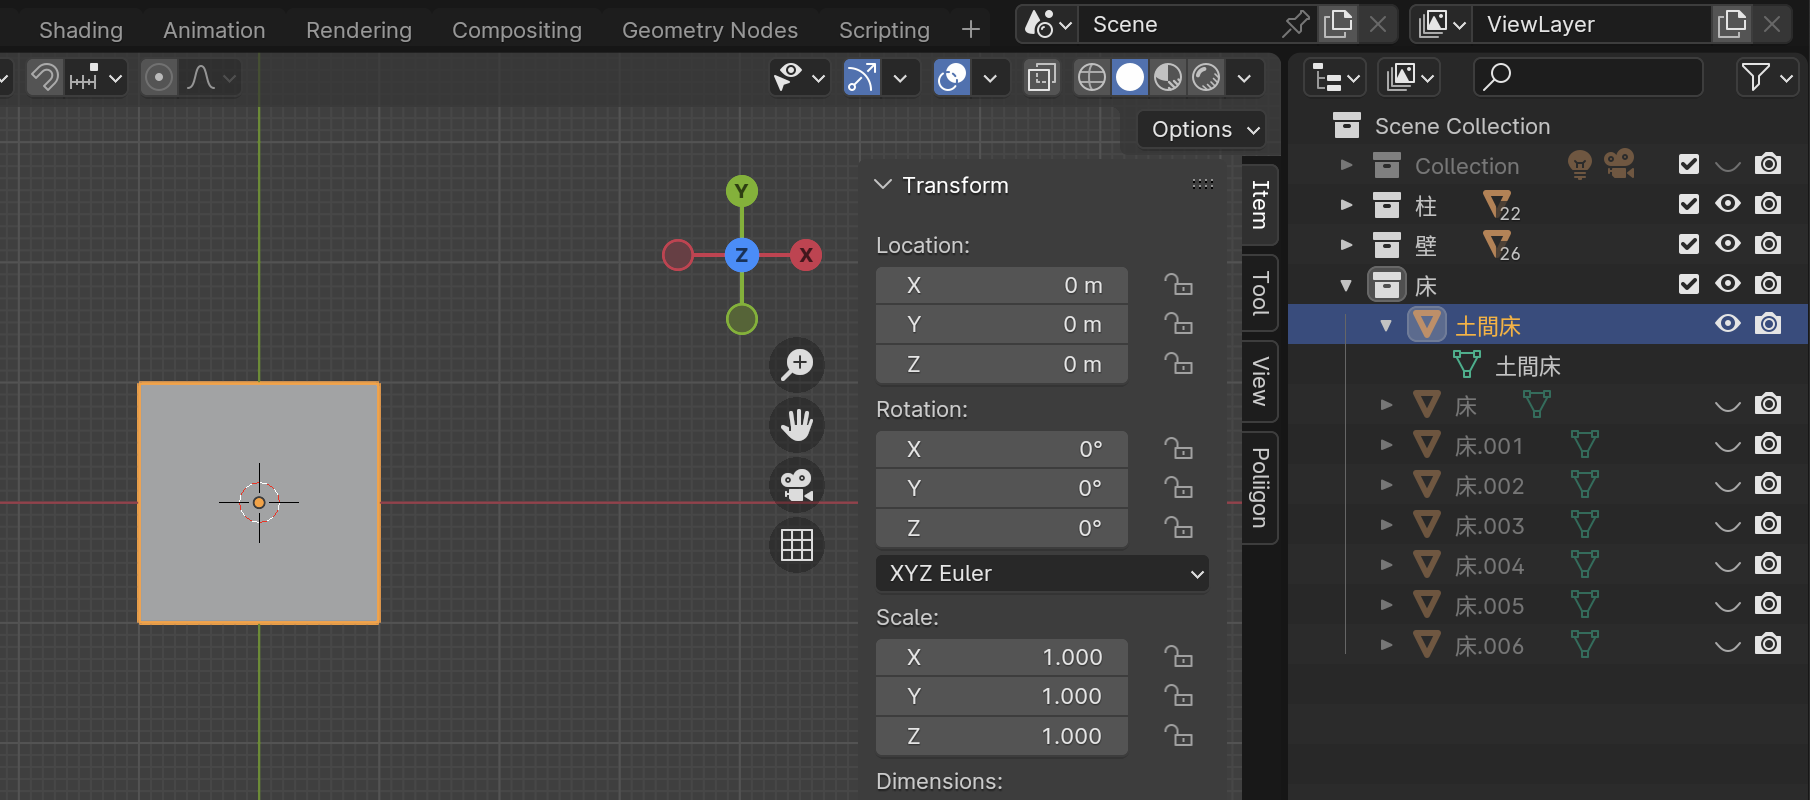 Shading Animation Rendering Compositing Geometry Nodes Scripting + Scene ViewLayer
Options
Y
Z X
Transform
Location:
X 0 m
Y 0 m
Z 0 m
Rotation:
X 0°
Y 0°
Z 0°
XYZ Euler
Scale:
X 1.000
Y 1.000
Z 1.000
Dimensions:
Item
Tool
View
Poliigon
Scene Collection
Collection
柱 22
壁 26
床
土間床
土間床
床
床.001
床.002
床.003
床.004
床.005
床.006